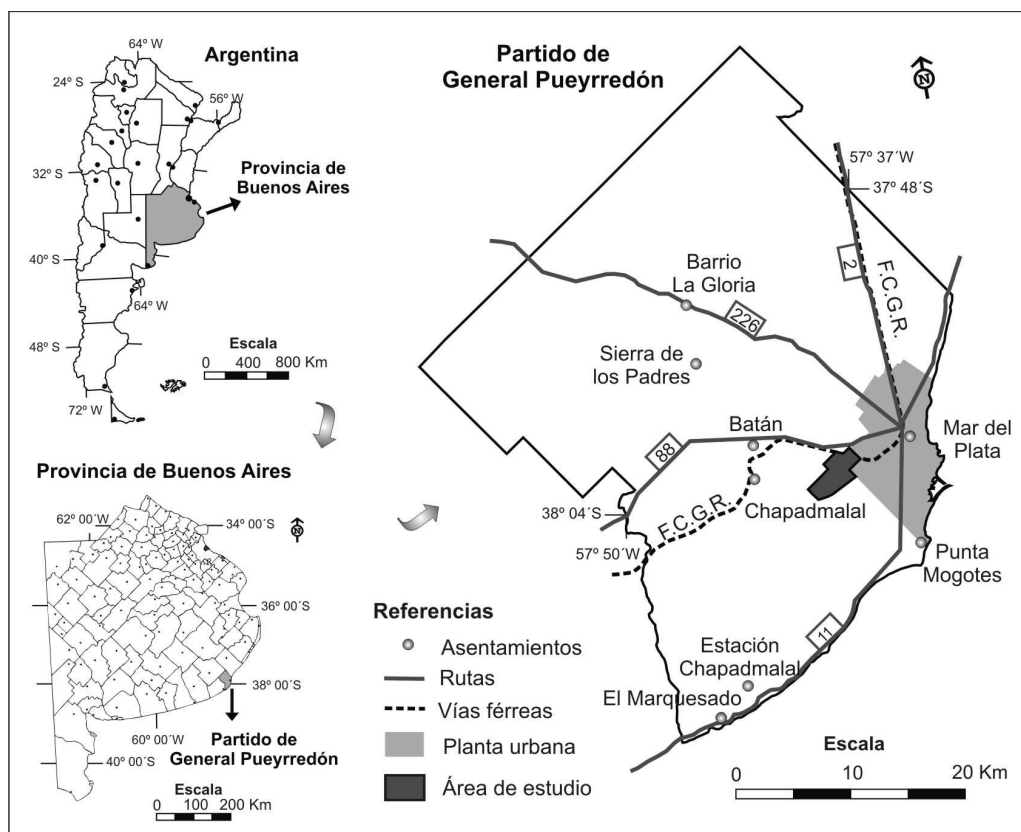 Argentina
64º W
24º S
56º W
32º S
Provincia de
Buenos Aires
40º S
64º W
48º S
Escala
0 400 800 Km
72º W
Provincia de Buenos Aires
62º 00´W
34º 00´S
N
36º 00´S
38º 00´S
60º 00´W
40º 00´S
Partido de
General Pueyrredón
Escala
0 100 200 Km
Partido de
General Pueyrredón
N
57º 37´W
37º 48´S
2
F.C.G.R.
Barrio
La Gloria
226
Sierra de
los Padres
Batán
Mar del
Plata
88
Chapadmalal
38º 04´S
F.C.G.R.
57º 50´W
Punta
Mogotes
11
Estación
Chapadmalal
El Marquesado
Referencias
Asentamientos
Rutas
Vías férreas
Planta urbana
Área de estudio
Escala
0 10 20 Km